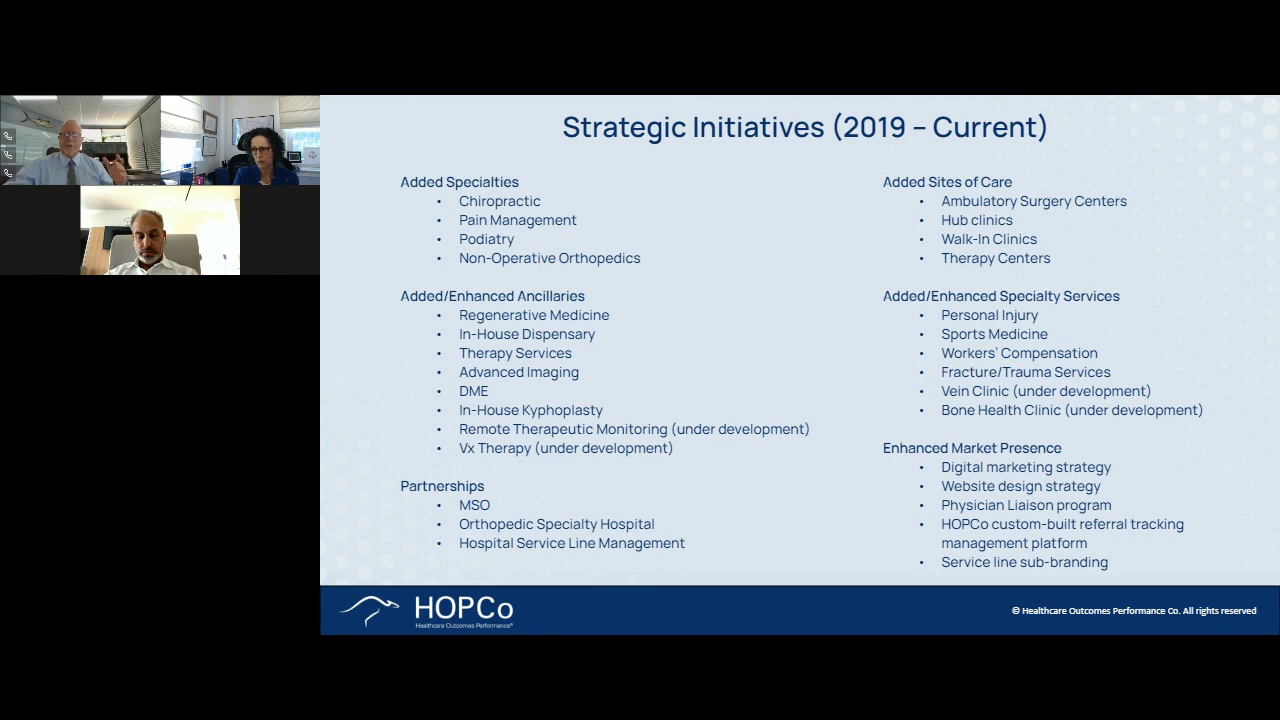 Strategic Initiatives (2019 – Current)
Added Specialties
• Chiropractic
• Pain Management
• Podiatry
• Non-Operative Orthopedics
Added/Enhanced Ancillaries
• Regenerative Medicine
• In-House Dispensary
• Therapy Services
• Advanced Imaging
• DME
• In-House Kyphoplasty
• Remote Therapeutic Monitoring (under development)
• Vx Therapy (under development)
Partnerships
• MSO
• Orthopedic Specialty Hospital
• Hospital Service Line Management
Added Sites of Care
• Ambulatory Surgery Centers
• Hub clinics
• Walk-In Clinics
• Therapy Centers
Added/Enhanced Specialty Services
• Personal Injury
• Sports Medicine
• Workers’ Compensation
• Fracture/Trauma Services
• Vein Clinic (under development)
• Bone Health Clinic (under development)
Enhanced Market Presence
• Digital marketing strategy
• Website design strategy
• Physician Liaison program
• HOPCo custom-built referral tracking
management platform
• Service line sub-branding
HOPCo
Healthcare Outcomes Performance®
© Healthcare Outcomes Performance Co. All rights reserved